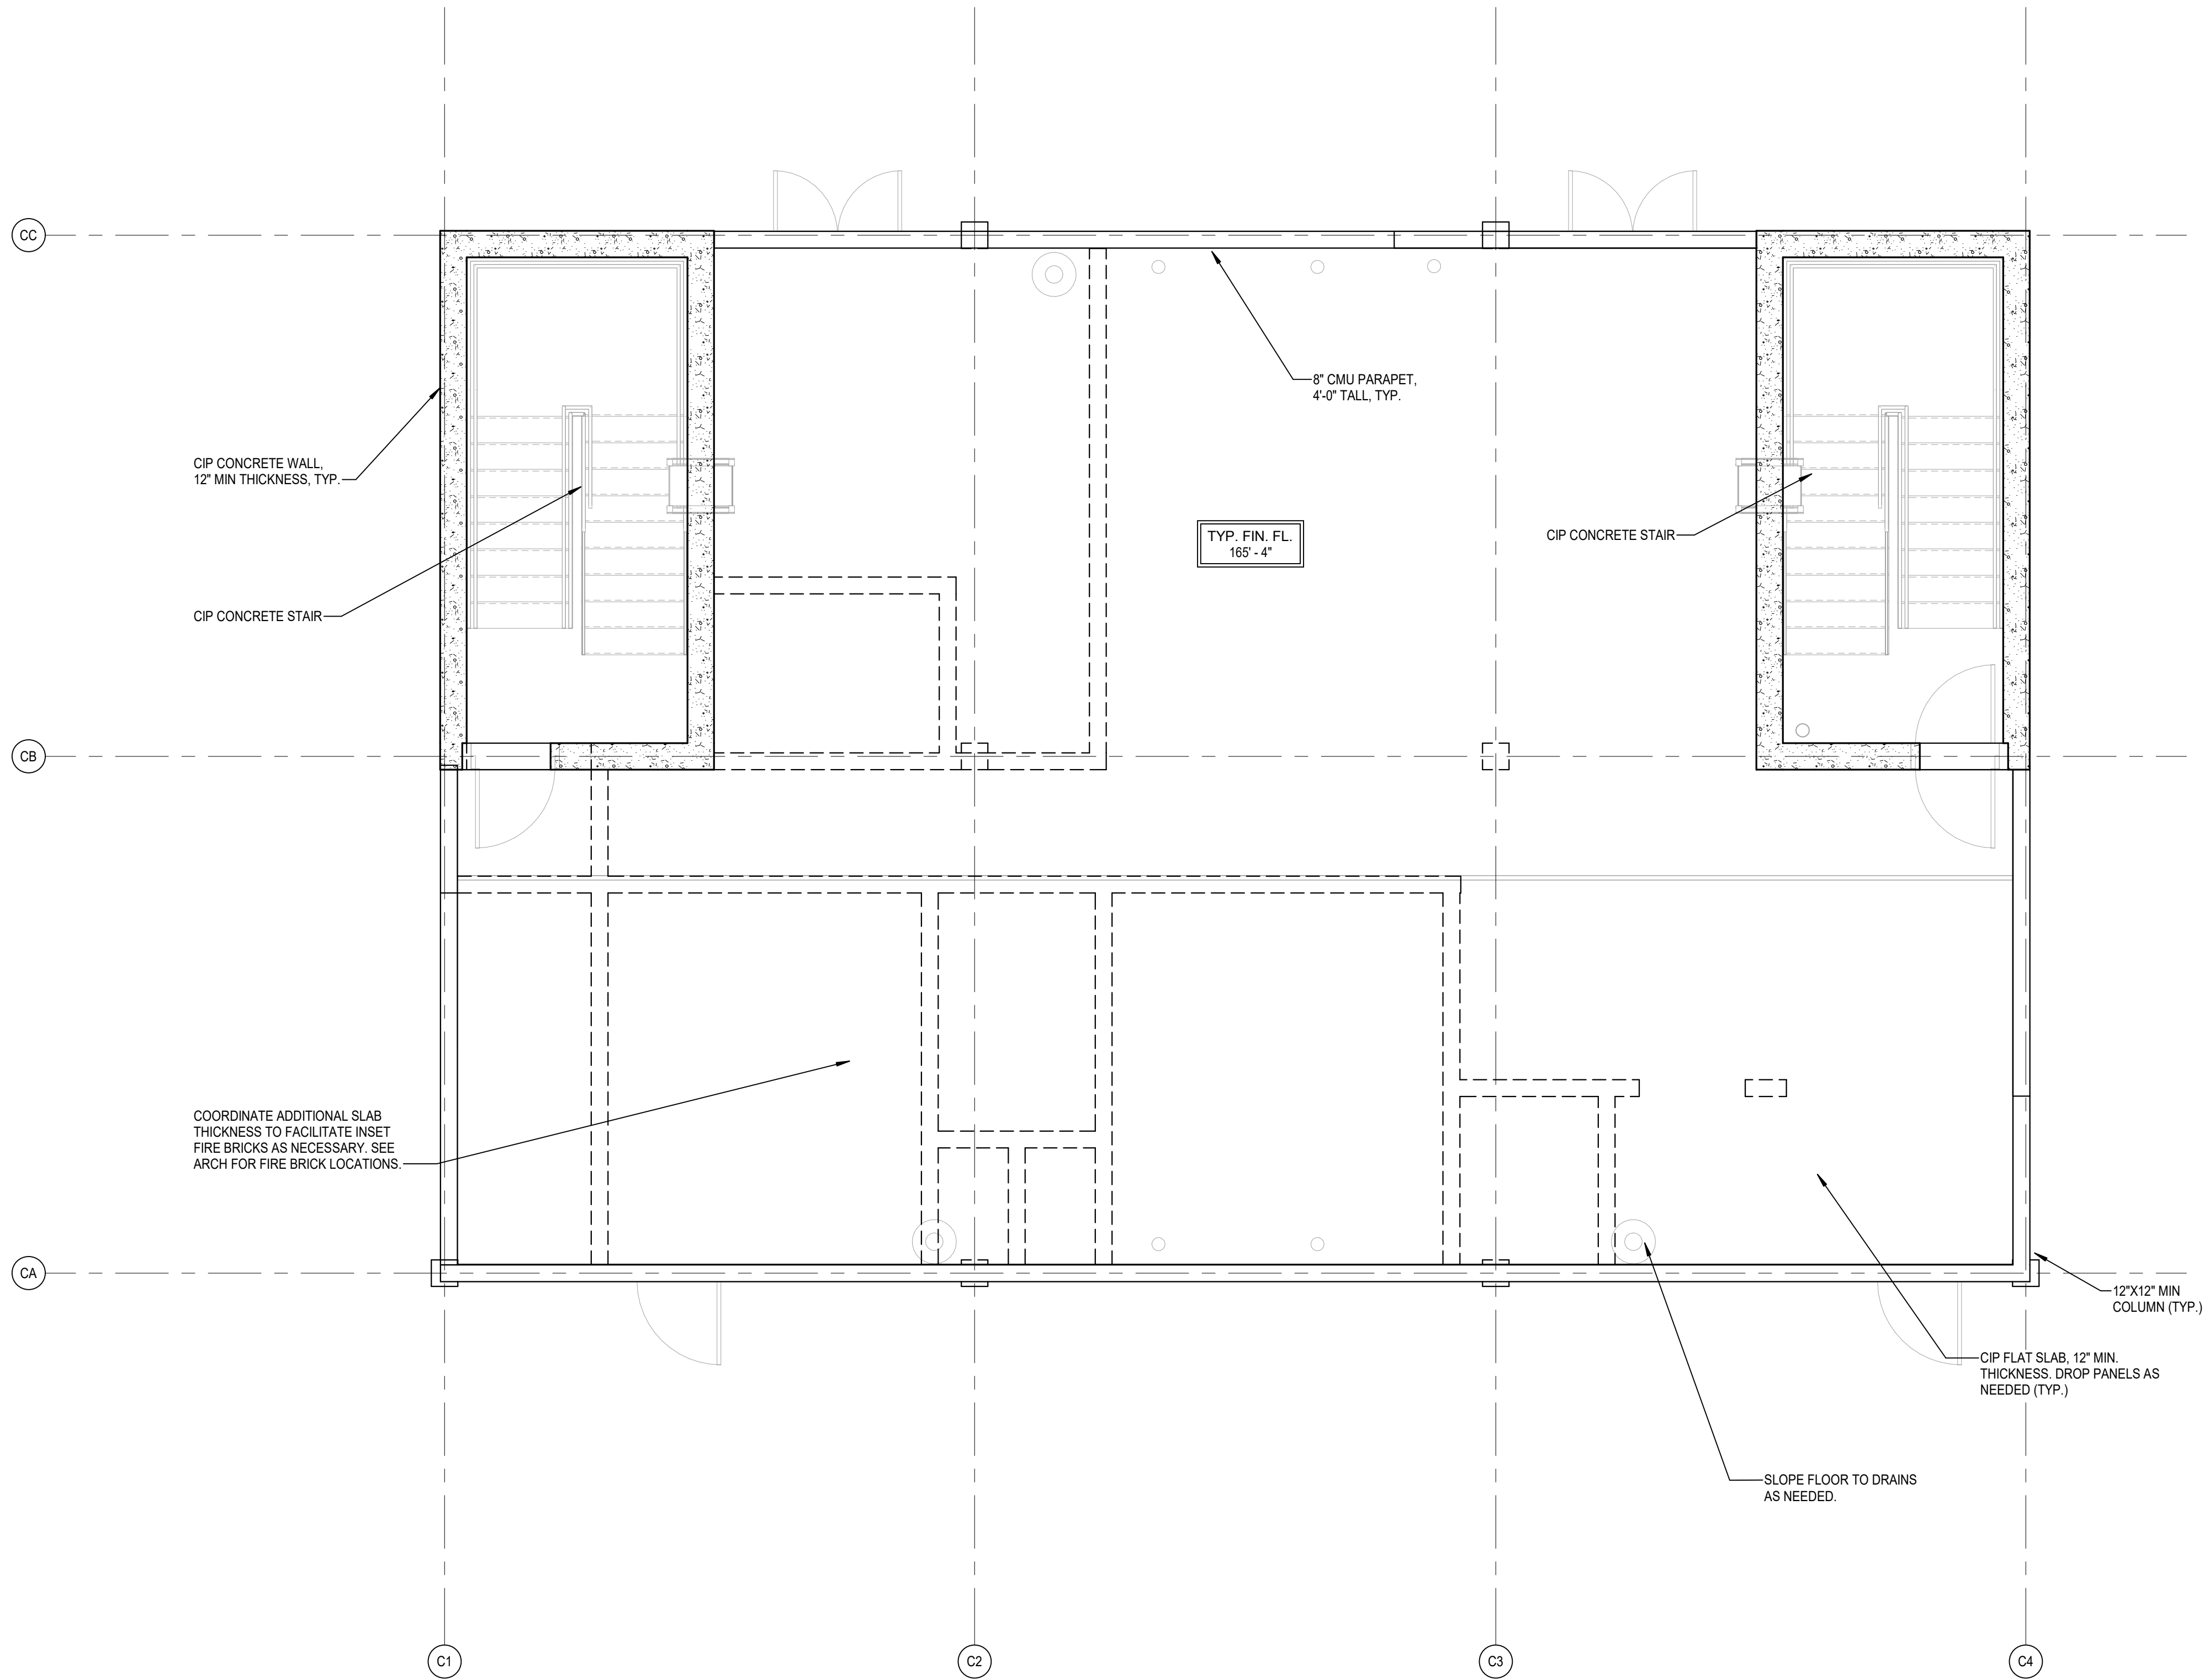 CC
8" CMU PARAPET,
4'-0" TALL, TYP.
CIP CONCRETE WALL,
12" MIN THICKNESS, TYP.
TYP. FIN. FL.
165' - 4"
CIP CONCRETE STAIR
CIP CONCRETE STAIR
CB
COORDINATE ADDITIONAL SLAB
THICKNESS TO FACILITATE INSET
FIRE BRICKS AS NECESSARY. SEE
ARCH FOR FIRE BRICK LOCATIONS.
CA
12"X12" MIN
COLUMN (TYP.)
CIP FLAT SLAB, 12" MIN.
THICKNESS. DROP PANELS AS
NEEDED (TYP.)
SLOPE FLOOR TO DRAINS
AS NEEDED.
C1
C2
C3
C4